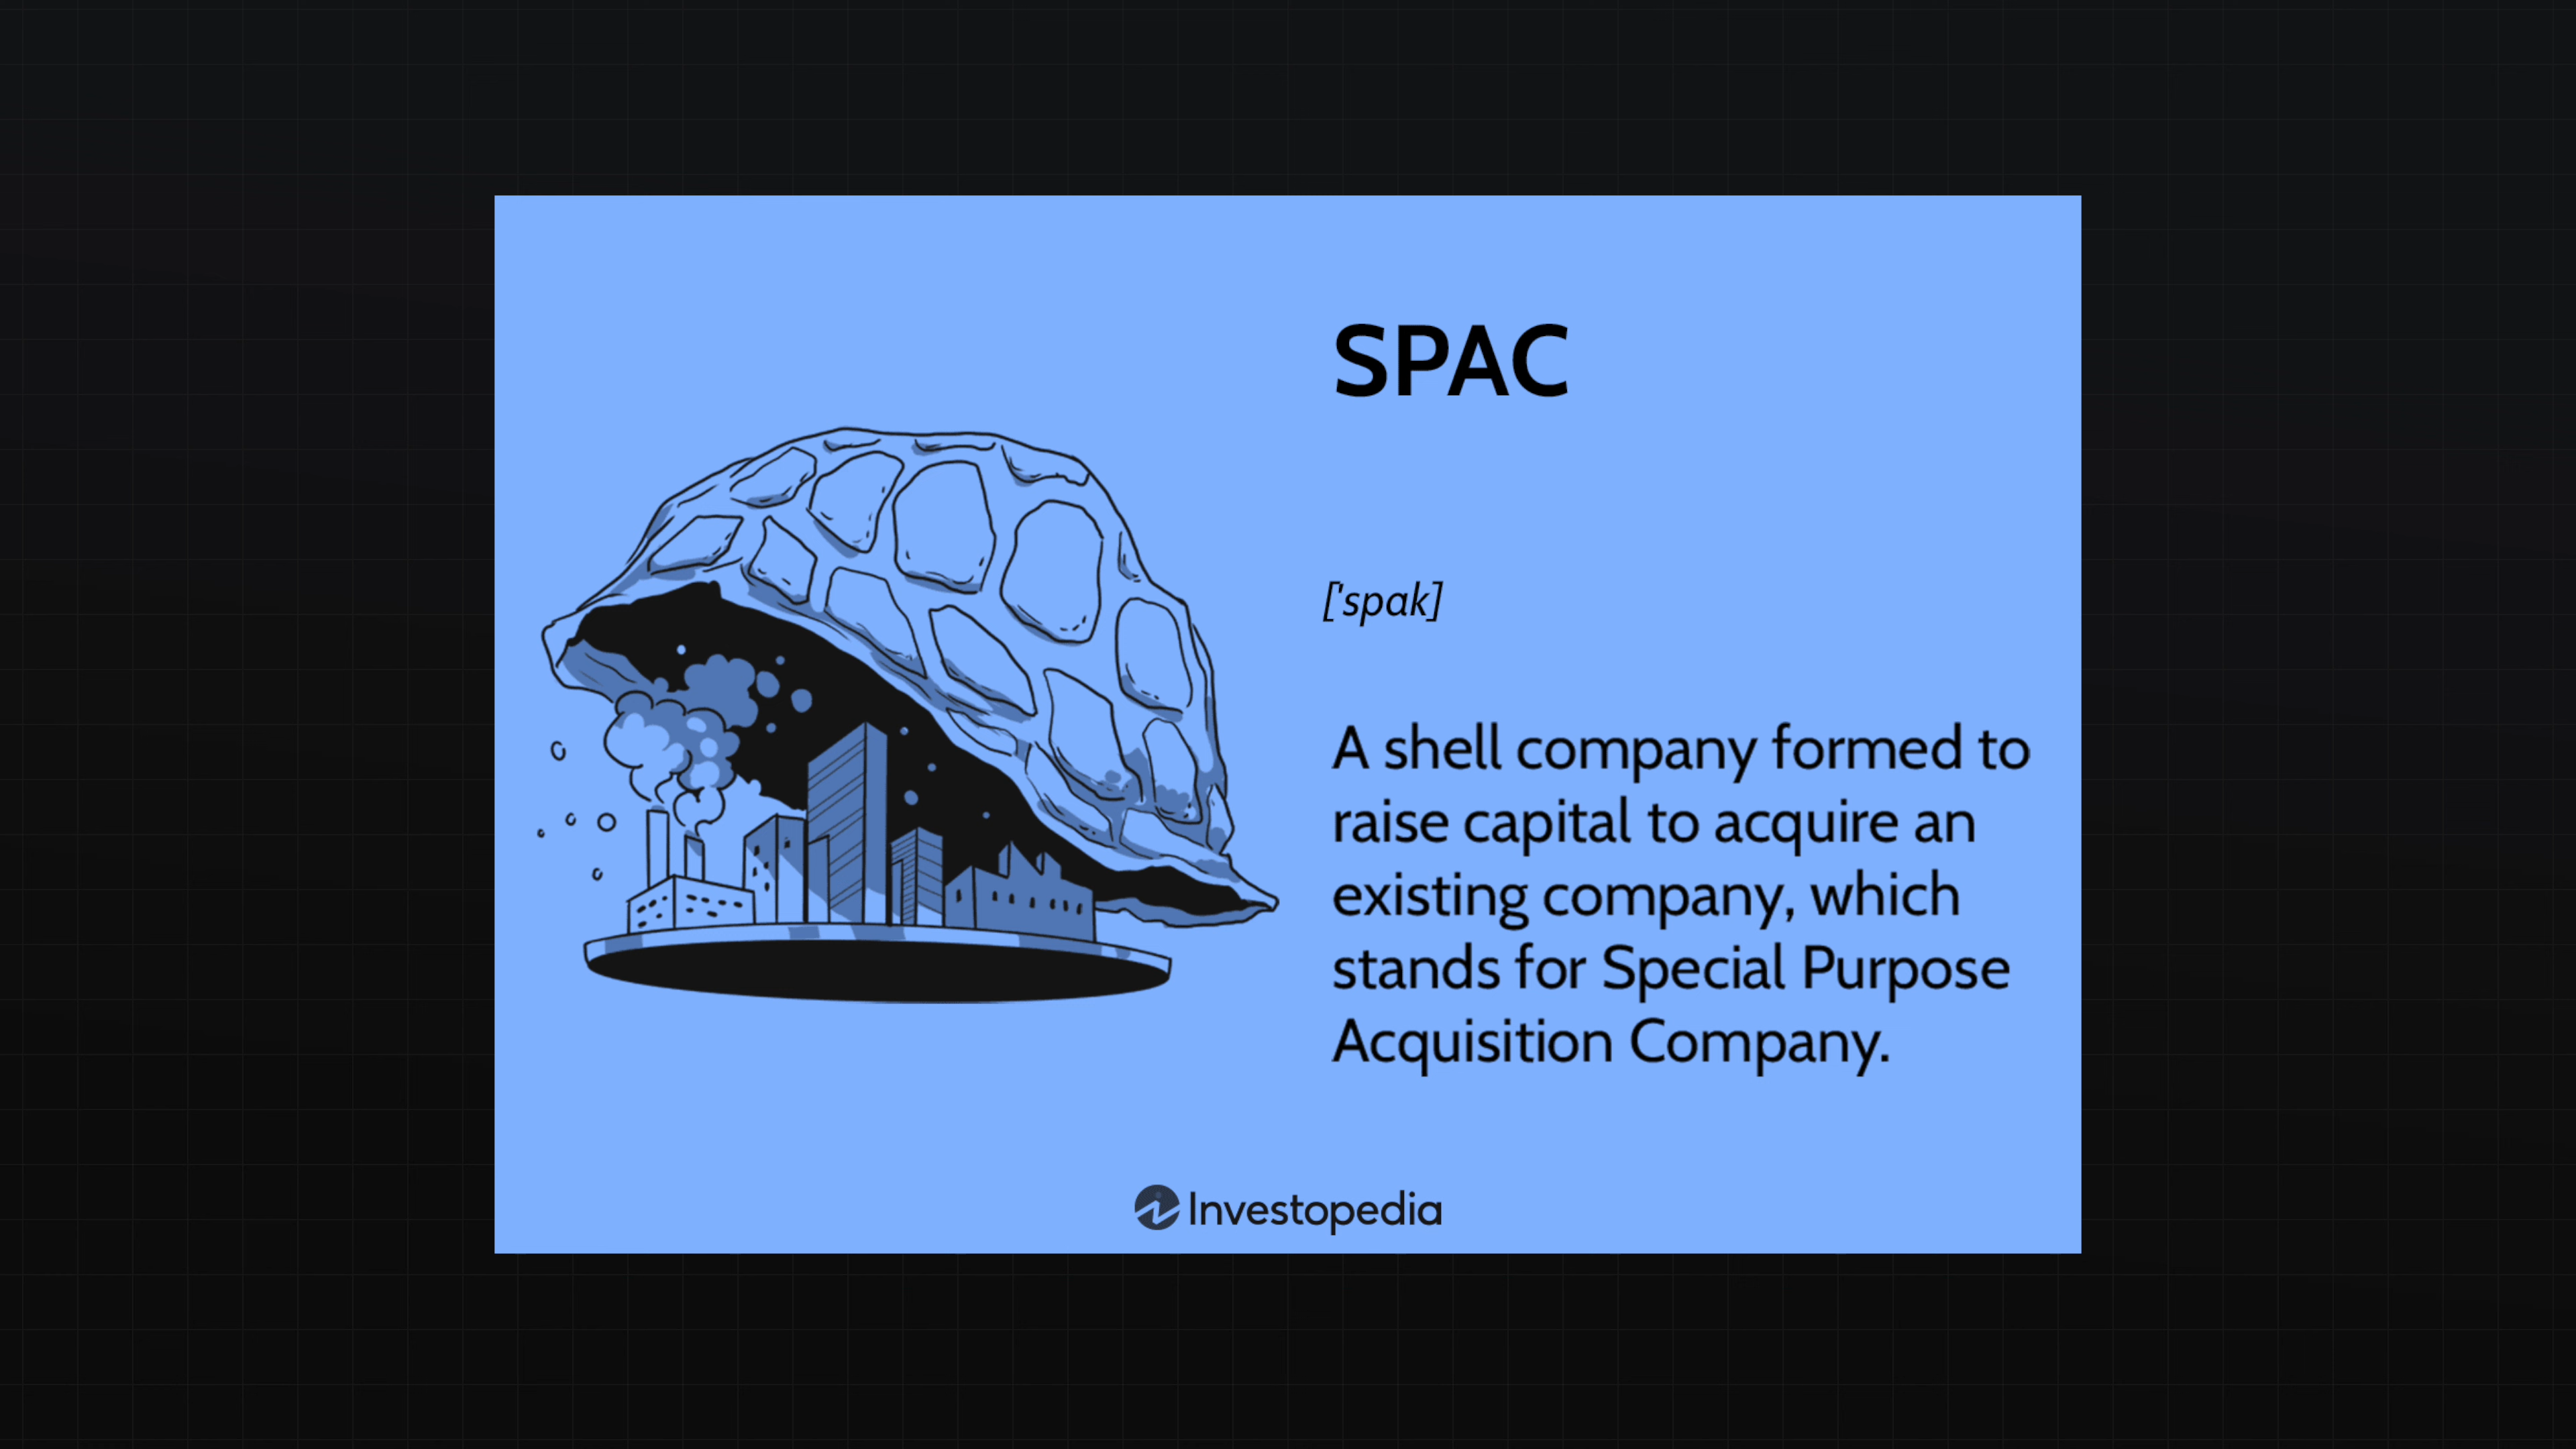 SPAC
['spak]
A shell company formed to
raise capital to acquire an
existing company, which
stands for Special Purpose
Acquisition Company.
Investopedia